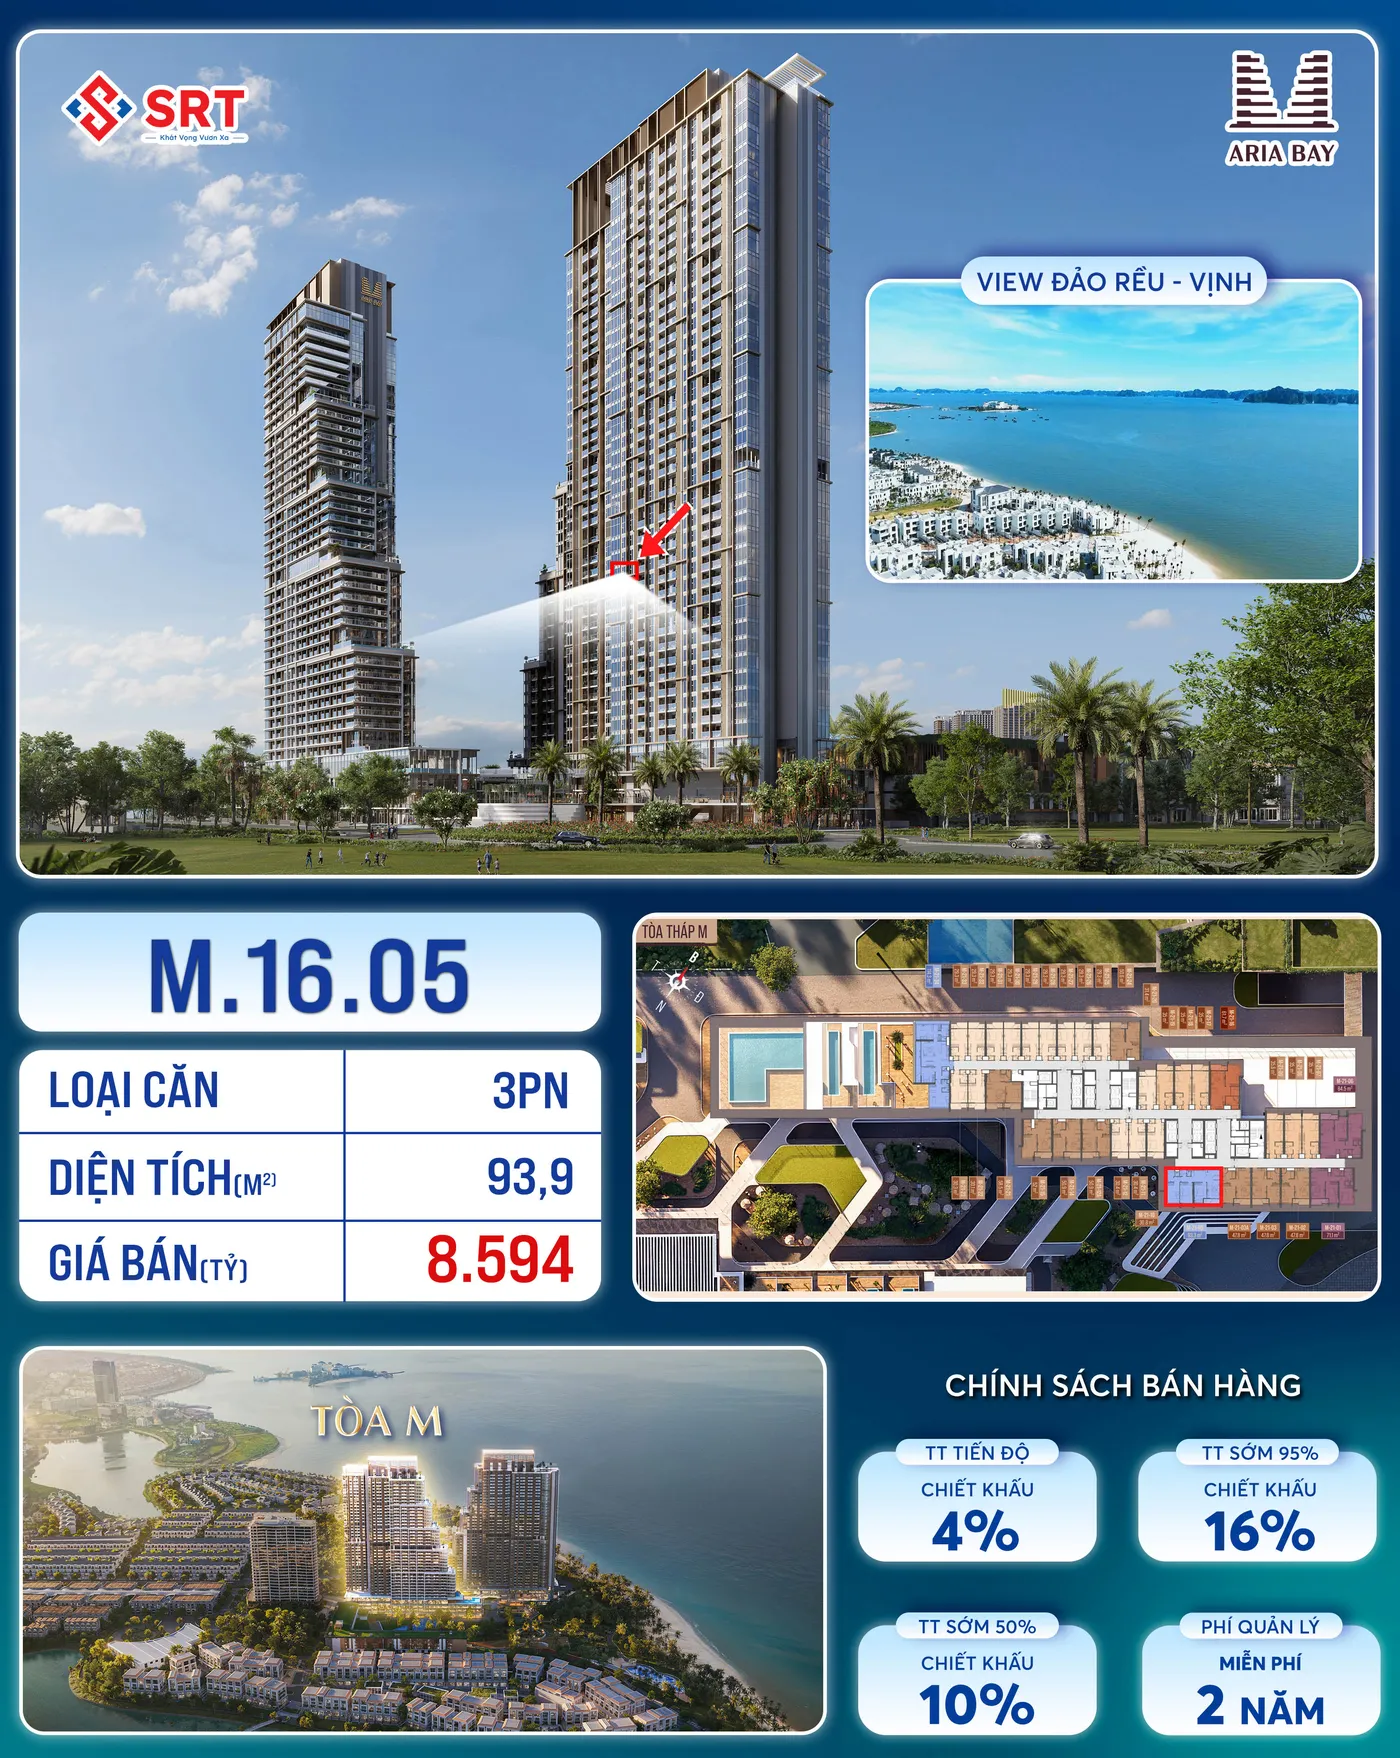 SRT
Khát Vọng Vươn Xa
ARIA BAY
VIEW ĐẢO RỀU - VỊNH
M.16.05
LOẠI CĂN
3PN
DIỆN TÍCH(M²)
93,9
GIÁ BÁN(TỶ)
8.594
TÒA THÁP M
B
T
Đ
N
TÒA M
CHÍNH SÁCH BÁN HÀNG
TT TIẾN ĐỘ
CHIẾT KHẤU
4%
TT SỚM 95%
CHIẾT KHẤU
16%
TT SỚM 50%
CHIẾT KHẤU
10%
PHÍ QUẢN LÝ
MIỄN PHÍ
2 NĂM